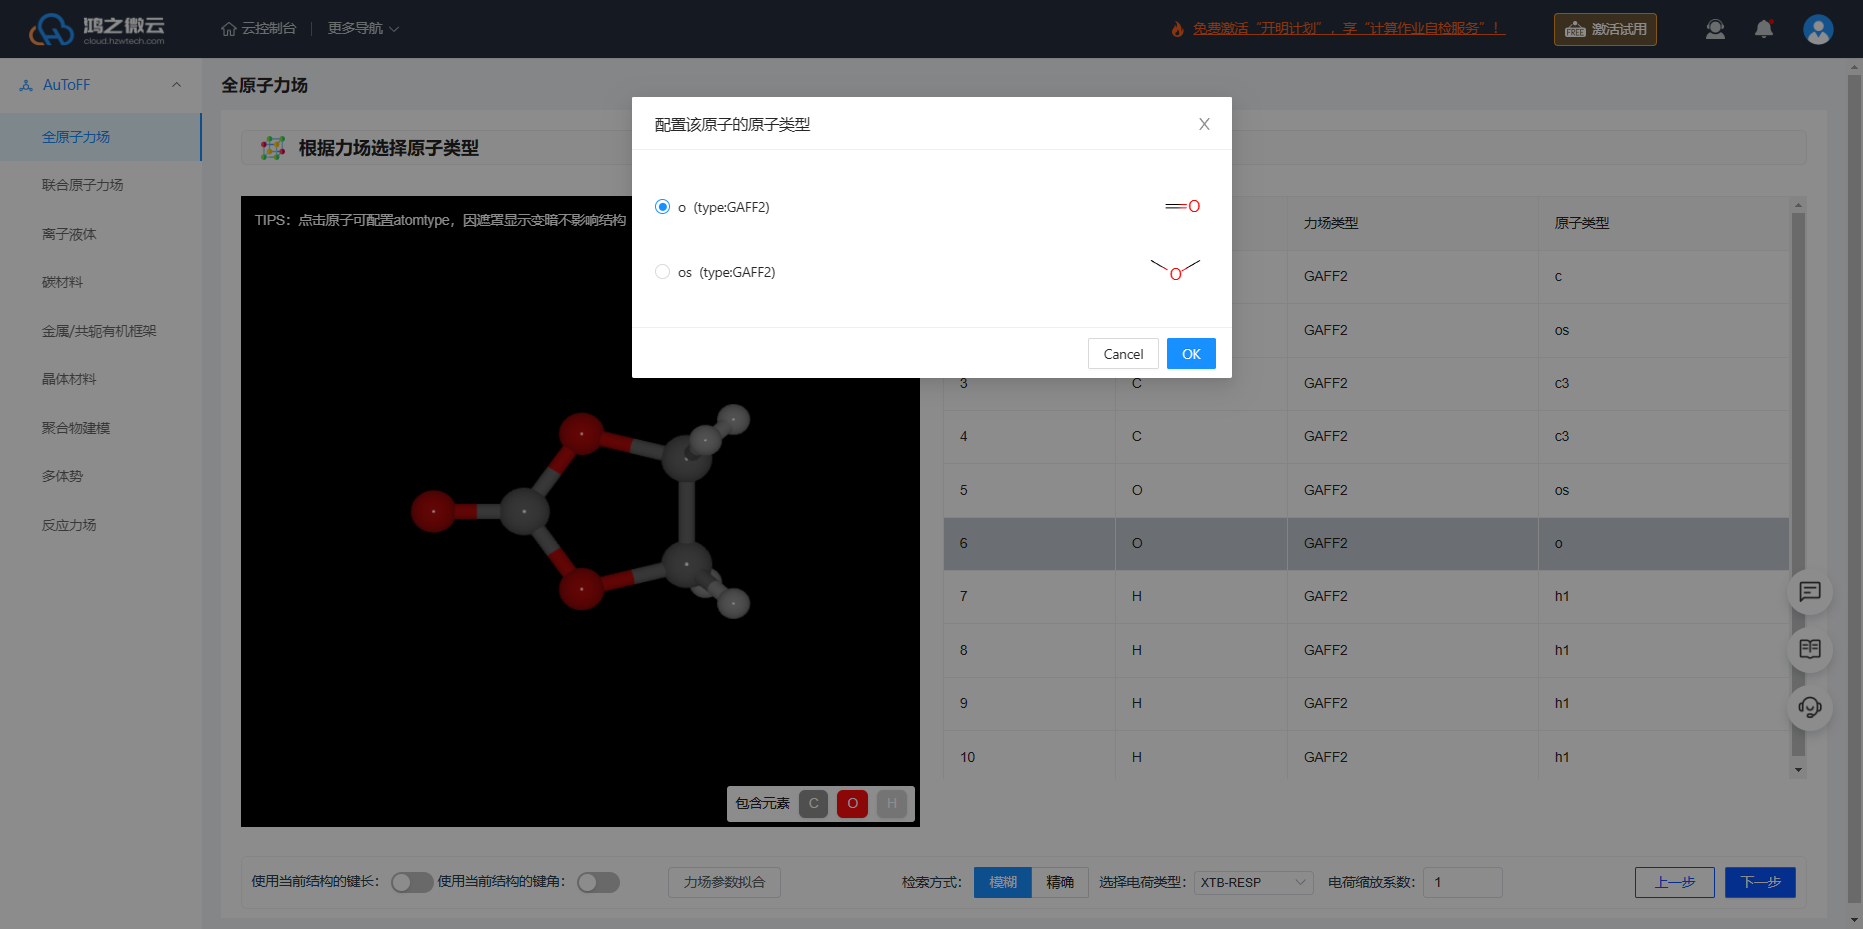 鸿之微云
cloud.hzwtech.com
云控制台
更多导航
免费激活“开明计划”，享“计算作业自检服务”！
FREE
激活试用
AuToFF
全原子力场
联合原子力场
离子液体
碳材料
金属/共轭有机框架
晶体材料
聚合物建模
多体势
反应力场
全原子力场
根据力场选择原子类型
TIPS：点击原子可配置atomtype，因遮罩显示变暗不影响结构
配置该原子的原子类型
o (type:GAFF2)
O
os (type:GAFF2)
O
Cancel
OK
力场类型 原子类型
GAFF2 c
GAFF2 os
3 C GAFF2 c3
4 C GAFF2 c3
5 O GAFF2 os
6 O GAFF2 o
7 H GAFF2 h1
8 H GAFF2 h1
9 H GAFF2 h1
10 H GAFF2 h1
包含元素 C O H
使用当前结构的键长：
使用当前结构的键角：
力场参数拟合
检索方式： 模糊 精确
选择电荷类型： XTB-RESP
电荷缩放系数： 1
上一步
下一步